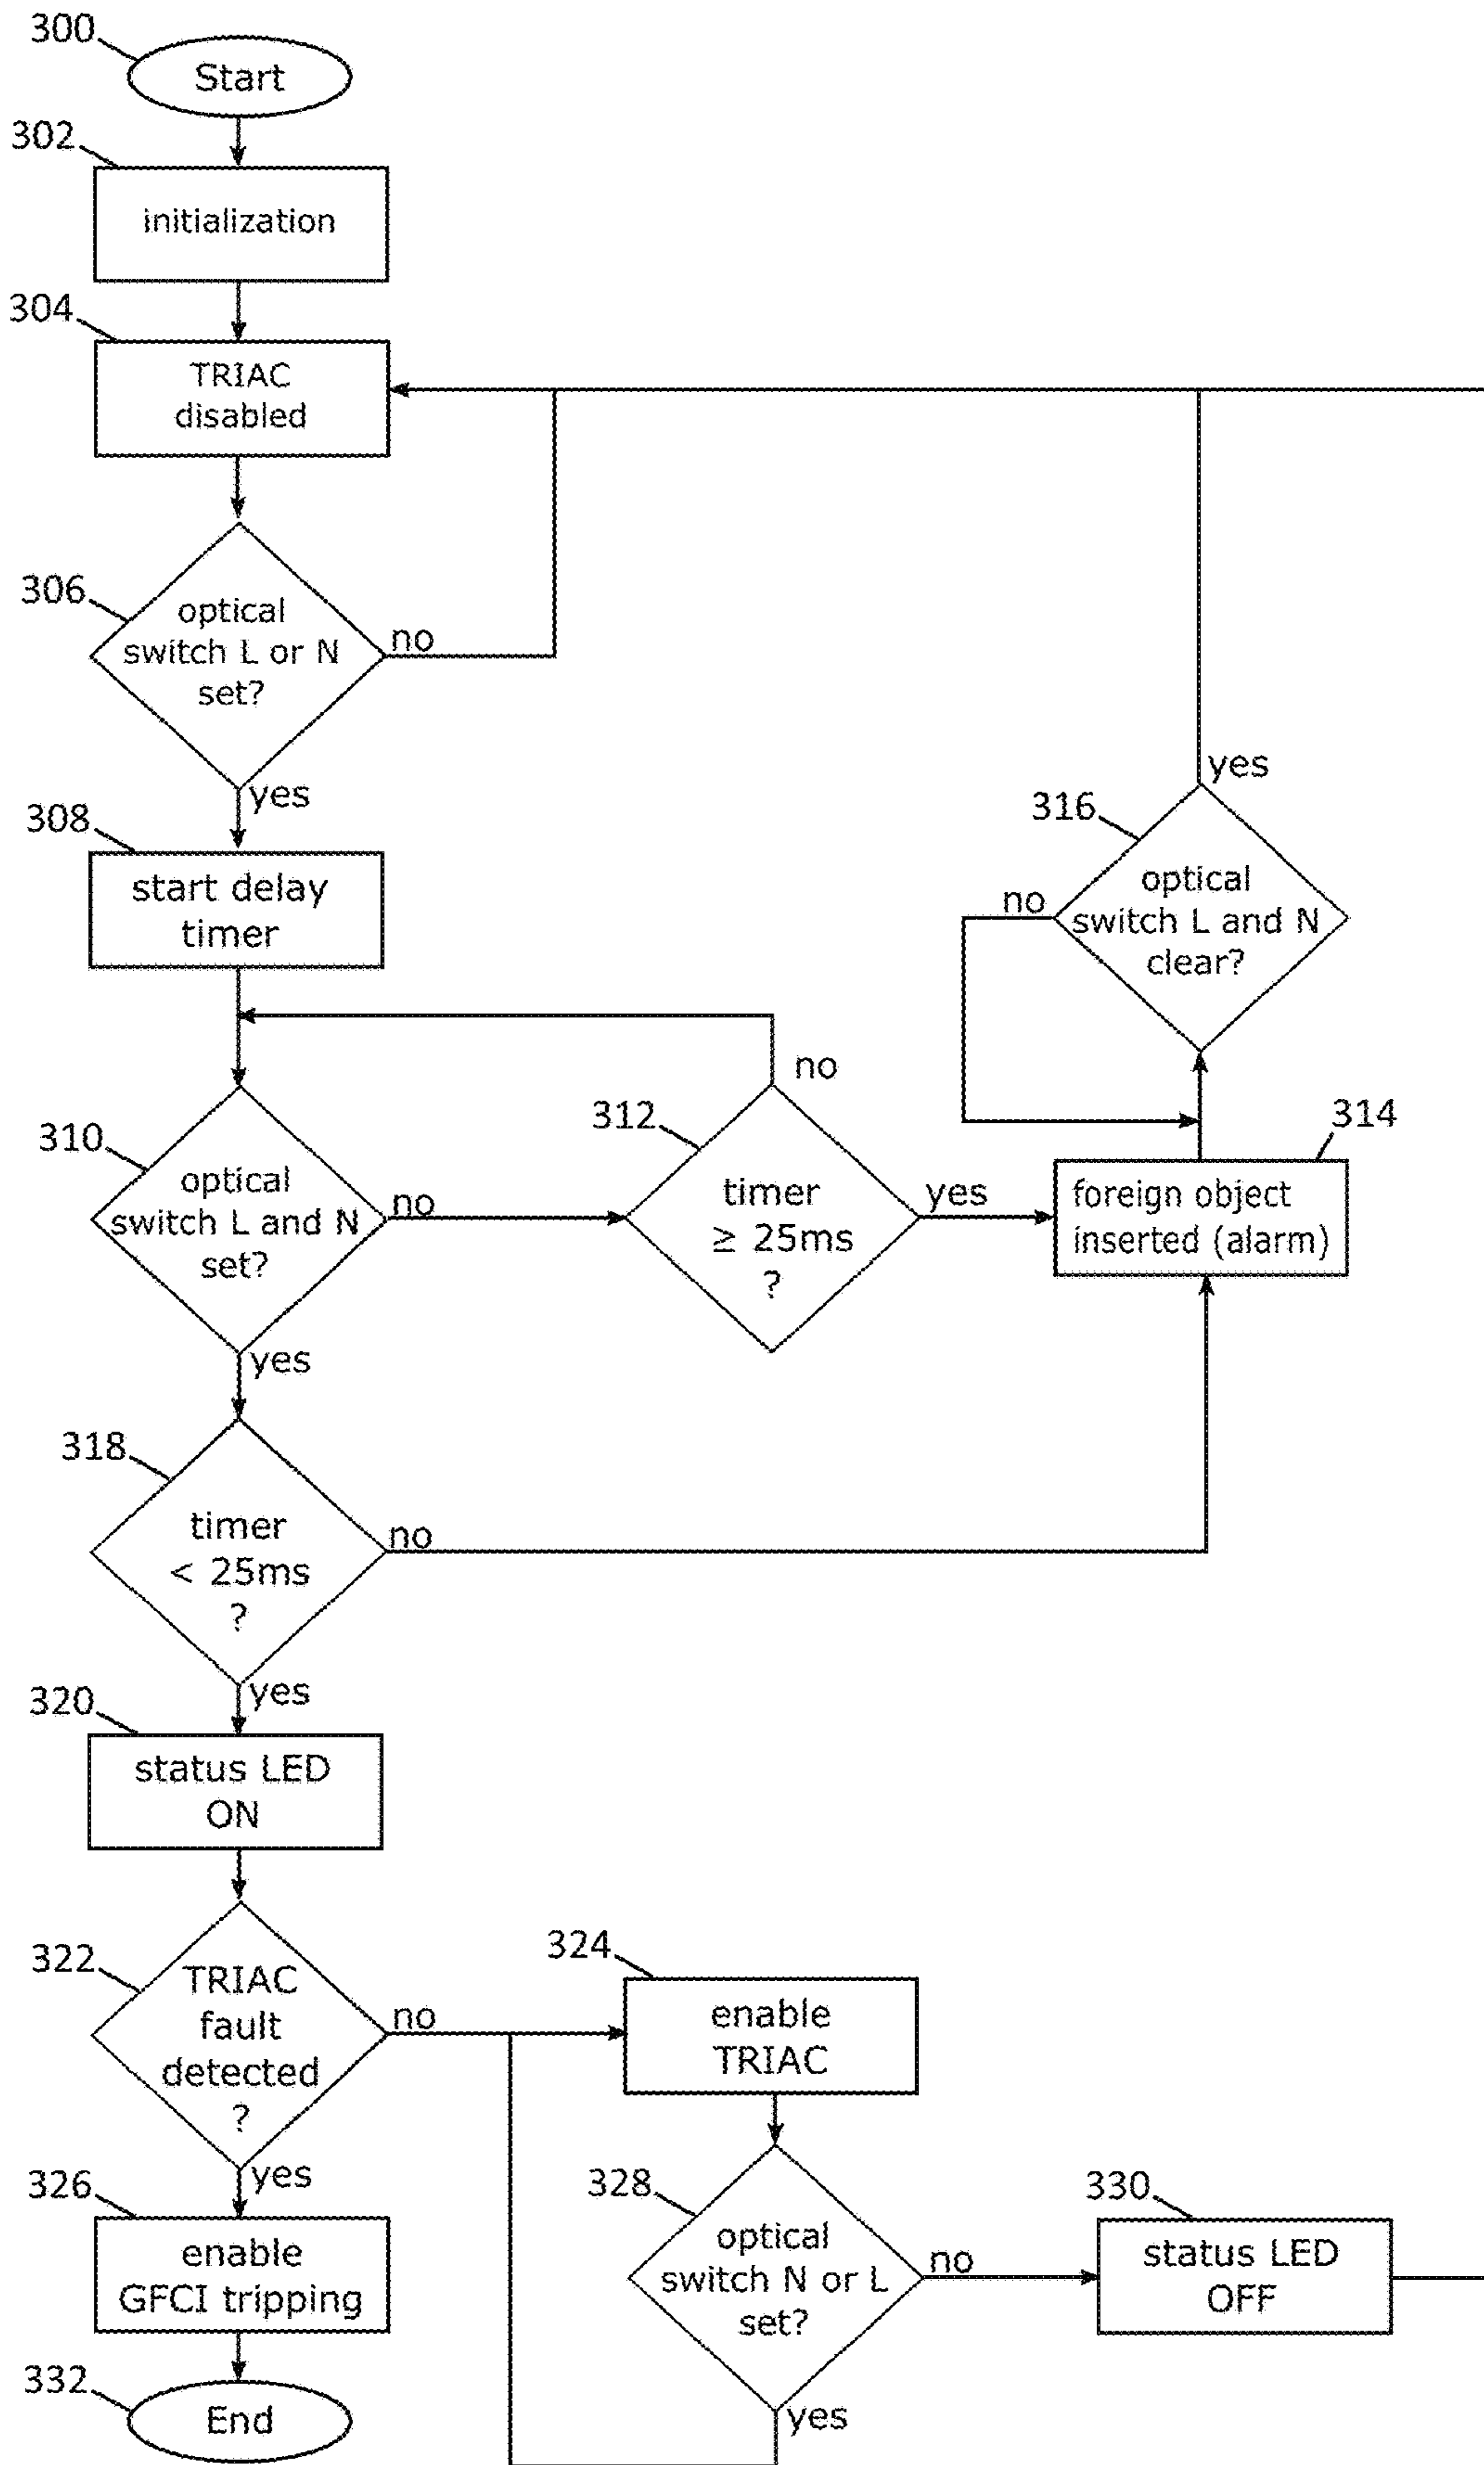 300
Start
302
initialization
304
TRIAC
disabled
306
optical
switch L or N
set?
no
yes
308
start delay
timer
310
optical
switch L and N
set?
no
yes
312
timer
≥ 25ms
?
no
yes
314
foreign object
inserted (alarm)
316
optical
switch L and N
clear?
no
yes
318
timer
< 25ms
?
no
yes
320
status LED
ON
322
TRIAC
fault
detected
?
no
yes
324
enable
TRIAC
326
enable
GFCI tripping
328
optical
switch N or L
set?
no
yes
330
status LED
OFF
332
End